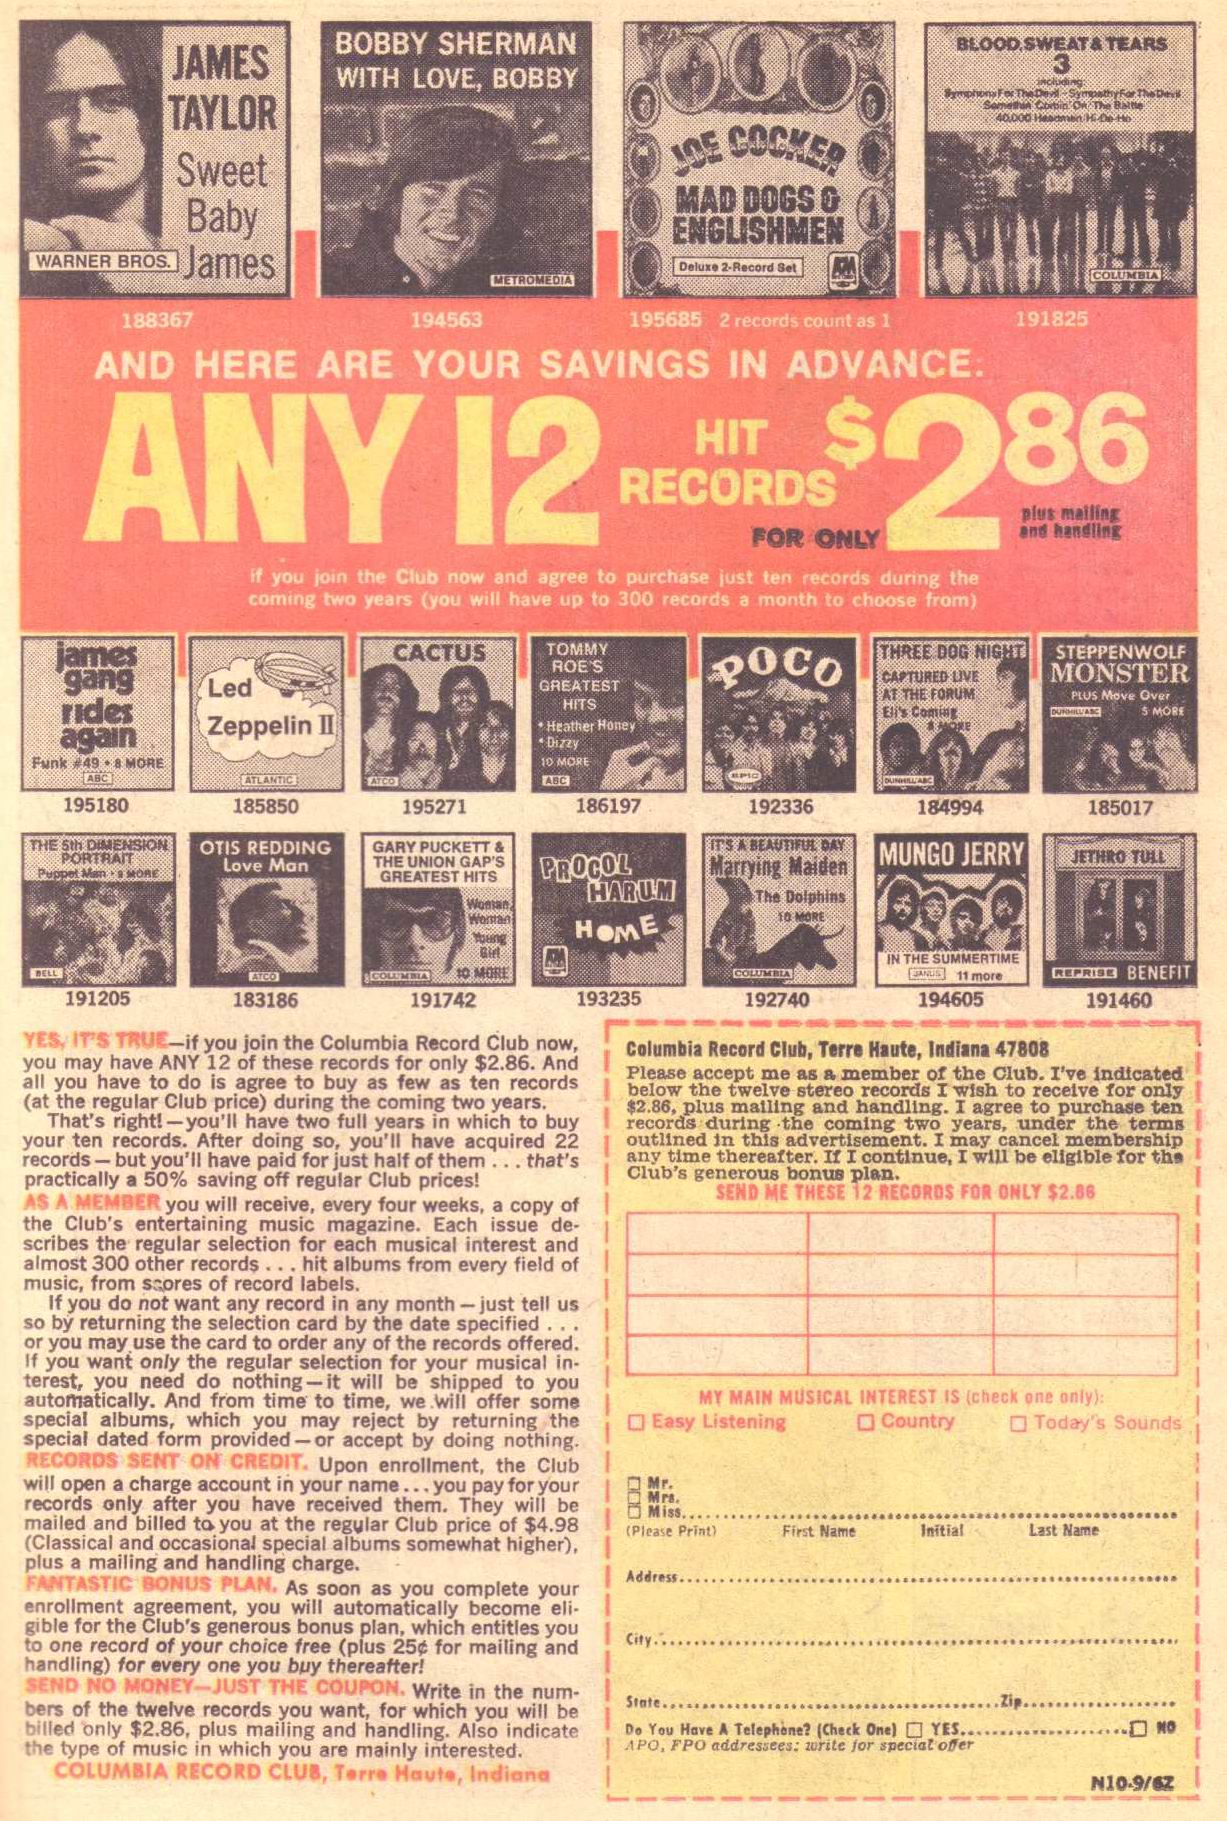 JAMES
TAYLOR
Sweet
Baby
James
WARNER BROS.
188367
BOBBY SHERMAN
WITH LOVE, BOBBY
METROMEDIA
194563
JOE COCKER
MAD DOGS &
ENGLISHMEN
Deluxe 2-Record Set
A&M
195685 2 records count as 1
BLOOD, SWEAT & TEARS
3
including:
Symphony For The Devil - Sympathy For The Devil
Somethin' Comin' On · The Battle
40,000 Headmen · Hi-De-Ho
COLUMBIA
191825
AND HERE ARE YOUR SAVINGS IN ADVANCE:
ANY 12
HIT
RECORDS
FOR ONLY
$2.86
plus mailing
and handling
if you join the Club now and agree to purchase just ten records during the
coming two years (you will have up to 300 records a month to choose from)
james
gang
rides
again
Funk #49 • 8 MORE
ABC
195180
Led
Zeppelin II
ATLANTIC
185850
CACTUS
ATCO
195271
TOMMY
ROE'S
GREATEST
HITS
• Heather Honey
• Dizzy
10 MORE
ABC
186197
POCO
EPIC
192336
THREE DOG NIGHT
CAPTURED LIVE
AT THE FORUM
Eli's Coming
8 MORE
DUNHILL/ABC
184994
STEPPENWOLF
MONSTER
PLUS Move Over
DUNHILL/ABC 5 MORE
185017
THE 5th DIMENSION
PORTRAIT
Puppet Man • 8 MORE
BELL
191205
OTIS REDDING
Love Man
ATCO
183186
GARY PUCKETT &
THE UNION GAP'S
GREATEST HITS
Woman,
Woman
Young
Girl
COLUMBIA 10 MORE
191742
PROCOL
HARUM
HOME
A&M
193235
IT'S A BEAUTIFUL DAY
Marrying Maiden
The Dolphins
10 MORE
COLUMBIA
192740
MUNGO JERRY
IN THE SUMMERTIME
JANUS 11 more
194605
JETHRO TULL
REPRISE BENEFIT
191460
YES, IT'S TRUE—if you join the Columbia Record Club now,
you may have ANY 12 of these records for only $2.86. And
all you have to do is agree to buy as few as ten records
(at the regular Club price) during the coming two years.
That's right!—you'll have two full years in which to buy
your ten records. After doing so, you'll have acquired 22
records — but you'll have paid for just half of them . . . that's
practically a 50% saving off regular Club prices!
AS A MEMBER you will receive, every four weeks, a copy of
the Club's entertaining music magazine. Each issue de-
scribes the regular selection for each musical interest and
almost 300 other records . . . hit albums from every field of
music, from scores of record labels.
If you do not want any record in any month — just tell us
so by returning the selection card by the date specified . . .
or you may use the card to order any of the records offered.
If you want only the regular selection for your musical in-
terest, you need do nothing — it will be shipped to you
automatically. And from time to time, we will offer some
special albums, which you may reject by returning the
special dated form provided — or accept by doing nothing.
RECORDS SENT ON CREDIT. Upon enrollment, the Club
will open a charge account in your name . . . you pay for your
records only after you have received them. They will be
mailed and billed to you at the regular Club price of $4.98
(Classical and occasional special albums somewhat higher),
plus a mailing and handling charge.
FANTASTIC BONUS PLAN. As soon as you complete your
enrollment agreement, you will automatically become eli-
gible for the Club's generous bonus plan, which entitles you
to one record of your choice free (plus 25¢ for mailing and
handling) for every one you buy thereafter!
SEND NO MONEY—JUST THE COUPON. Write in the num-
bers of the twelve records you want, for which you will be
billed only $2.86, plus mailing and handling. Also indicate
the type of music in which you are mainly interested.
COLUMBIA RECORD CLUB, Terre Haute, Indiana
Columbia Record Club, Terre Haute, Indiana 47808
Please accept me as a member of the Club. I've indicated
below the twelve stereo records I wish to receive for only
$2.86, plus mailing and handling. I agree to purchase ten
records during the coming two years, under the terms
outlined in this advertisement. I may cancel membership
any time thereafter. If I continue, I will be eligible for the
Club's generous bonus plan.
SEND ME THESE 12 RECORDS FOR ONLY $2.86
MY MAIN MUSICAL INTEREST IS (check one only):
Easy Listening Country Today's Sounds
Mr.
Mrs.
Miss
(Please Print) First Name Initial Last Name
Address
City
State Zip
Do You Have A Telephone? (Check One) YES NO
APO, FPO addressees: write for special offer
N10-9/6Z